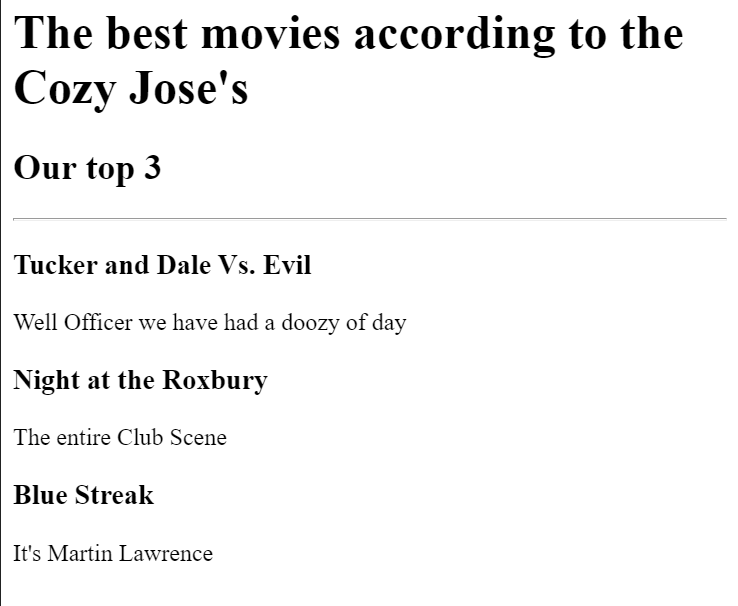 The best movies according to the
Cozy Jose's
Our top 3
Tucker and Dale Vs. Evil
Well Officer we have had a doozy of day
Night at the Roxbury
The entire Club Scene
Blue Streak
It's Martin Lawrence